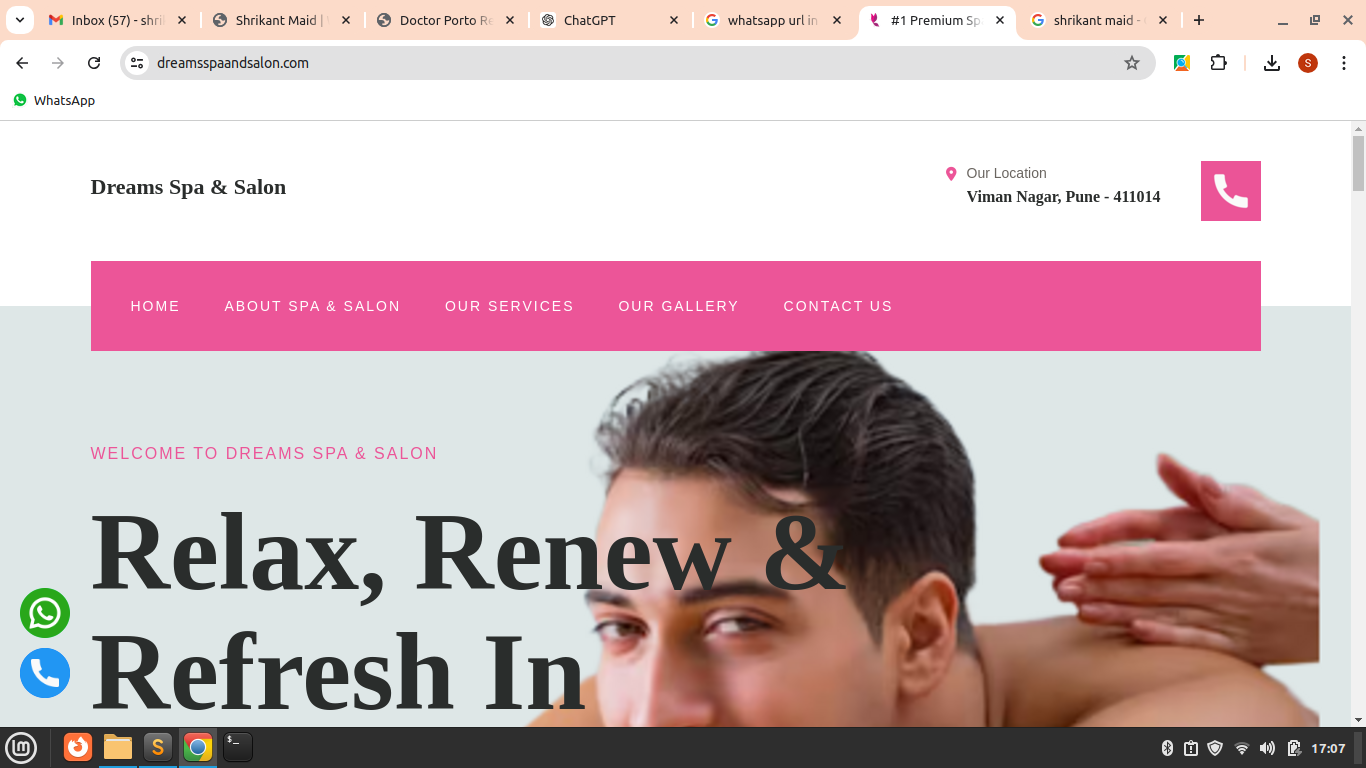 Inbox (57) - shril
Shrikant Maid |
Doctor Porto Re
ChatGPT
whatsapp url in
#1 Premium Spa
shrikant maid -
dreamsspaandsalon.com
S
WhatsApp
Dreams Spa & Salon
Our Location
Viman Nagar, Pune - 411014
HOME
ABOUT SPA & SALON
OUR SERVICES
OUR GALLERY
CONTACT US
WELCOME TO DREAMS SPA & SALON
Relax, Renew &
Refresh In
17:07